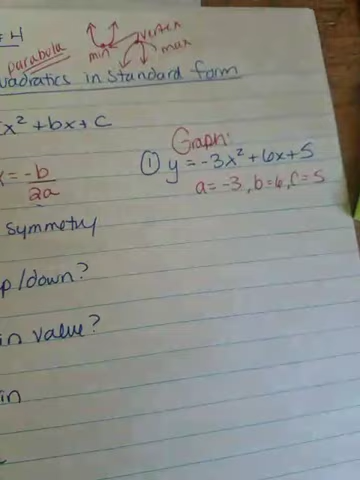 4
vertex
parabola
min
max
uadratics in Standard form
x² + bx + c
Graph:
① y = -3x² + 6x + 5
x = -b/2a
a = -3, b = 6, c = 5
symmetry
p/down?
in value?
in